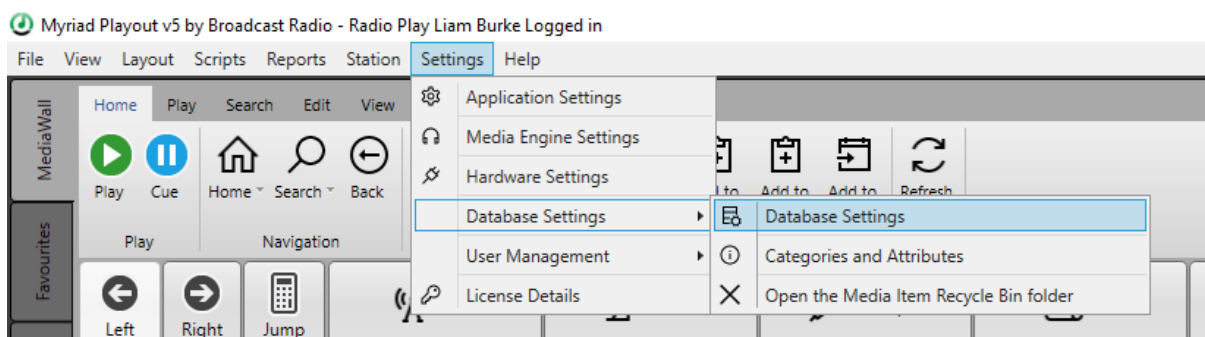 Myriad Playout v5 by Broadcast Radio - Radio Play Liam Burke Logged in
File View Layout Scripts Reports Station Settings Help
MediaWall
Favourites
Home Play Search Edit View
Play Cue Home Search Back
Play Navigation
Left Right Jump
Application Settings
Media Engine Settings
Hardware Settings
Database Settings
User Management
License Details
Add to Add to Refresh
Database Settings
Categories and Attributes
Open the Media Item Recycle Bin folder